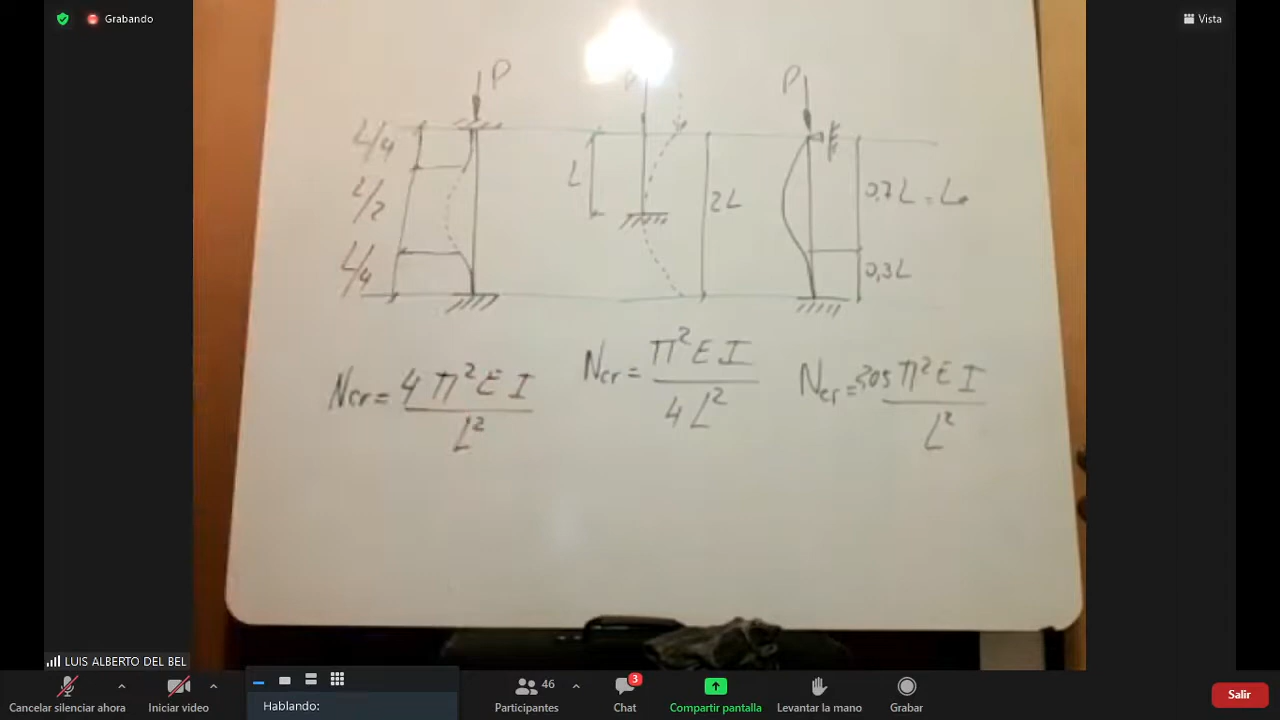 Grabando
Vista
P
P
P
L/4
L/2
L/4
L
2L
0,7L = Lo
0,3L
Ncr = 4 π² E I / L²
Ncr = π² E I / 4 L²
Ncr = 2,05 π² E I / L²
LUIS ALBERTO DEL BEL
Hablando:
Cancelar silenciar ahora
Iniciar video
46
Participantes
3
Chat
Compartir pantalla
Levantar la mano
Grabar
Salir